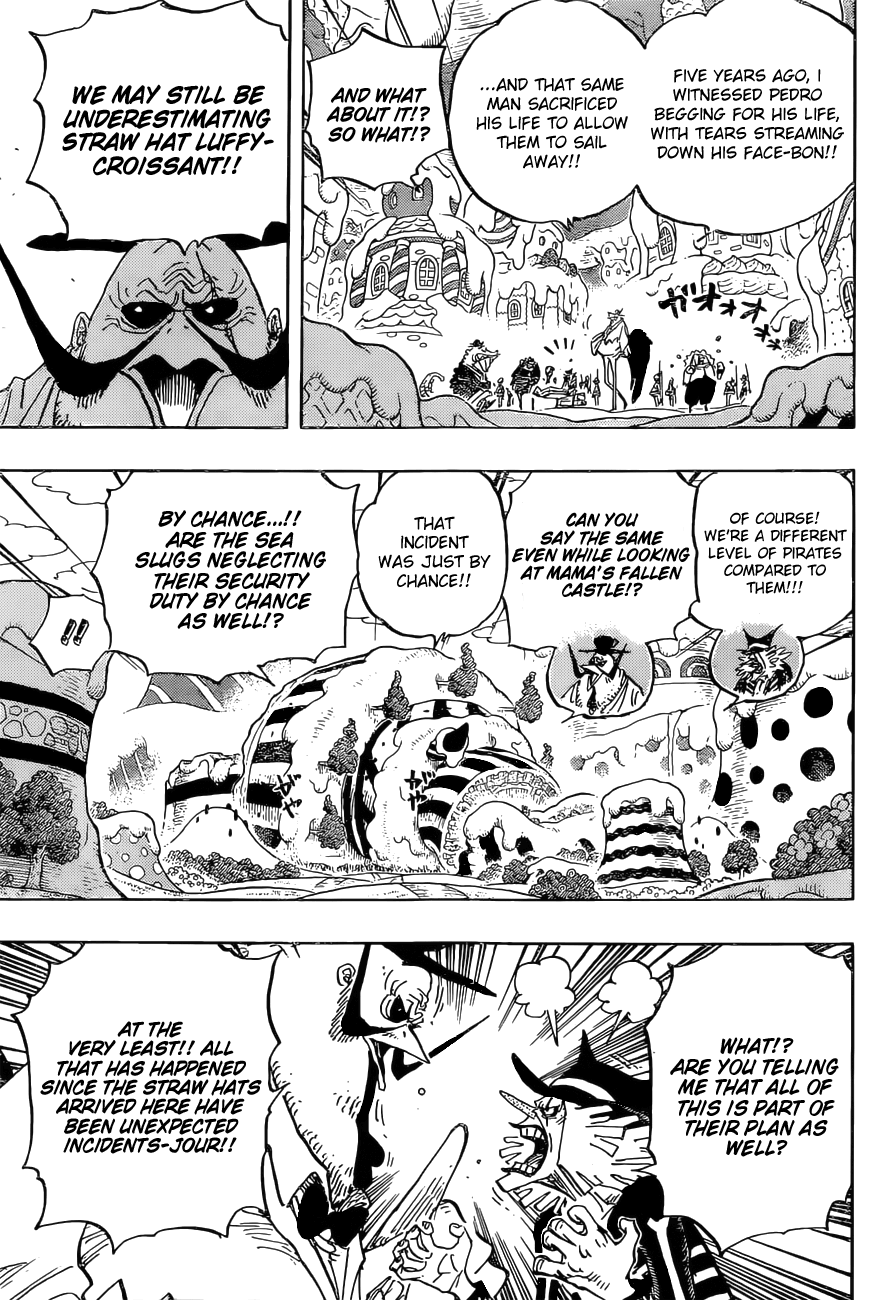 FIVE YEARS AGO, I
WITNESSED PEDRO
BEGGING FOR HIS LIFE,
WITH TEARS STREAMING
DOWN HIS FACE-BON!!
...AND THAT SAME
MAN SACRIFICED
HIS LIFE TO ALLOW
THEM TO SAIL
AWAY!!
AND WHAT
ABOUT IT!?
SO WHAT!?
ガオオオ
WE MAY STILL BE
UNDERESTIMATING
STRAW HAT LUFFY-
CROISSANT!!
OF COURSE!
WE'RE A DIFFERENT
LEVEL OF PIRATES
COMPARED TO
THEM!!!
CAN YOU
SAY THE SAME
EVEN WHILE LOOKING
AT MAMA'S FALLEN
CASTLE!?
THAT
INCIDENT
WAS JUST BY
CHANCE!!
BY CHANCE...!!
ARE THE SEA
SLUGS NEGLECTING
THEIR SECURITY
DUTY BY CHANCE
AS WELL!?
!!
WHAT!?
ARE YOU TELLING
ME THAT ALL OF
THIS IS PART OF
THEIR PLAN AS
WELL?
AT THE
VERY LEAST!! ALL
THAT HAS HAPPENED
SINCE THE STRAW HATS
ARRIVED HERE HAVE
BEEN UNEXPECTED
INCIDENTS-JOUR!!